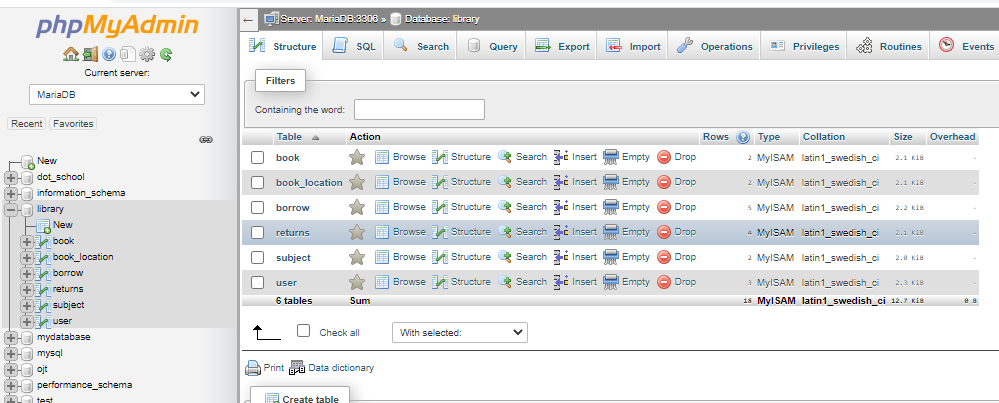 phpMyAdmin
Current server:
MariaDB
Recent Favorites
New
dot_school
information_schema
library
New
book
book_location
borrow
returns
subject
user
mydatabase
mysql
ojt
performance_schema
test
Server: MariaDB:3306 » Database: library
Structure SQL Search Query Export Import Operations Privileges Routines Events
Filters
Containing the word:
Table Action Rows Type Collation Size Overhead
book Browse Structure Search Insert Empty Drop 2 MyISAM latin1_swedish_ci 2.1 KiB -
book_location Browse Structure Search Insert Empty Drop 2 MyISAM latin1_swedish_ci 2.1 KiB -
borrow Browse Structure Search Insert Empty Drop 5 MyISAM latin1_swedish_ci 2.2 KiB -
returns Browse Structure Search Insert Empty Drop 4 MyISAM latin1_swedish_ci 2.1 KiB -
subject Browse Structure Search Insert Empty Drop 2 MyISAM latin1_swedish_ci 2.0 KiB -
user Browse Structure Search Insert Empty Drop 3 MyISAM latin1_swedish_ci 2.3 KiB -
6 tables Sum 18 MyISAM latin1_swedish_ci 12.7 KiB 0 B
Check all With selected:
Print Data dictionary
Create table